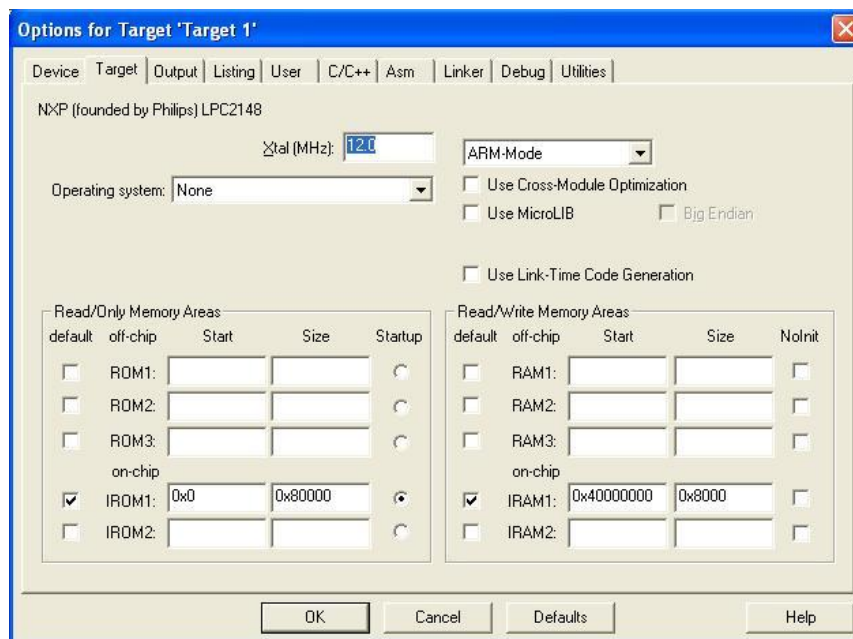 Options for Target 'Target 1'
Device Target Output Listing User C/C++ Asm Linker Debug Utilities
NXP (founded by Philips) LPC2148
Xtal (MHz): 12.0
ARM-Mode
Operating system: None
Use Cross-Module Optimization
Use MicroLIB Big Endian
Use Link-Time Code Generation
Read/Only Memory Areas
default off-chip Start Size Startup
ROM1:
ROM2:
ROM3:
on-chip
IROM1: 0x0 0x80000
IROM2:
Read/Write Memory Areas
default off-chip Start Size NoInit
RAM1:
RAM2:
RAM3:
on-chip
IRAM1: 0x40000000 0x8000
IRAM2:
OK Cancel Defaults Help